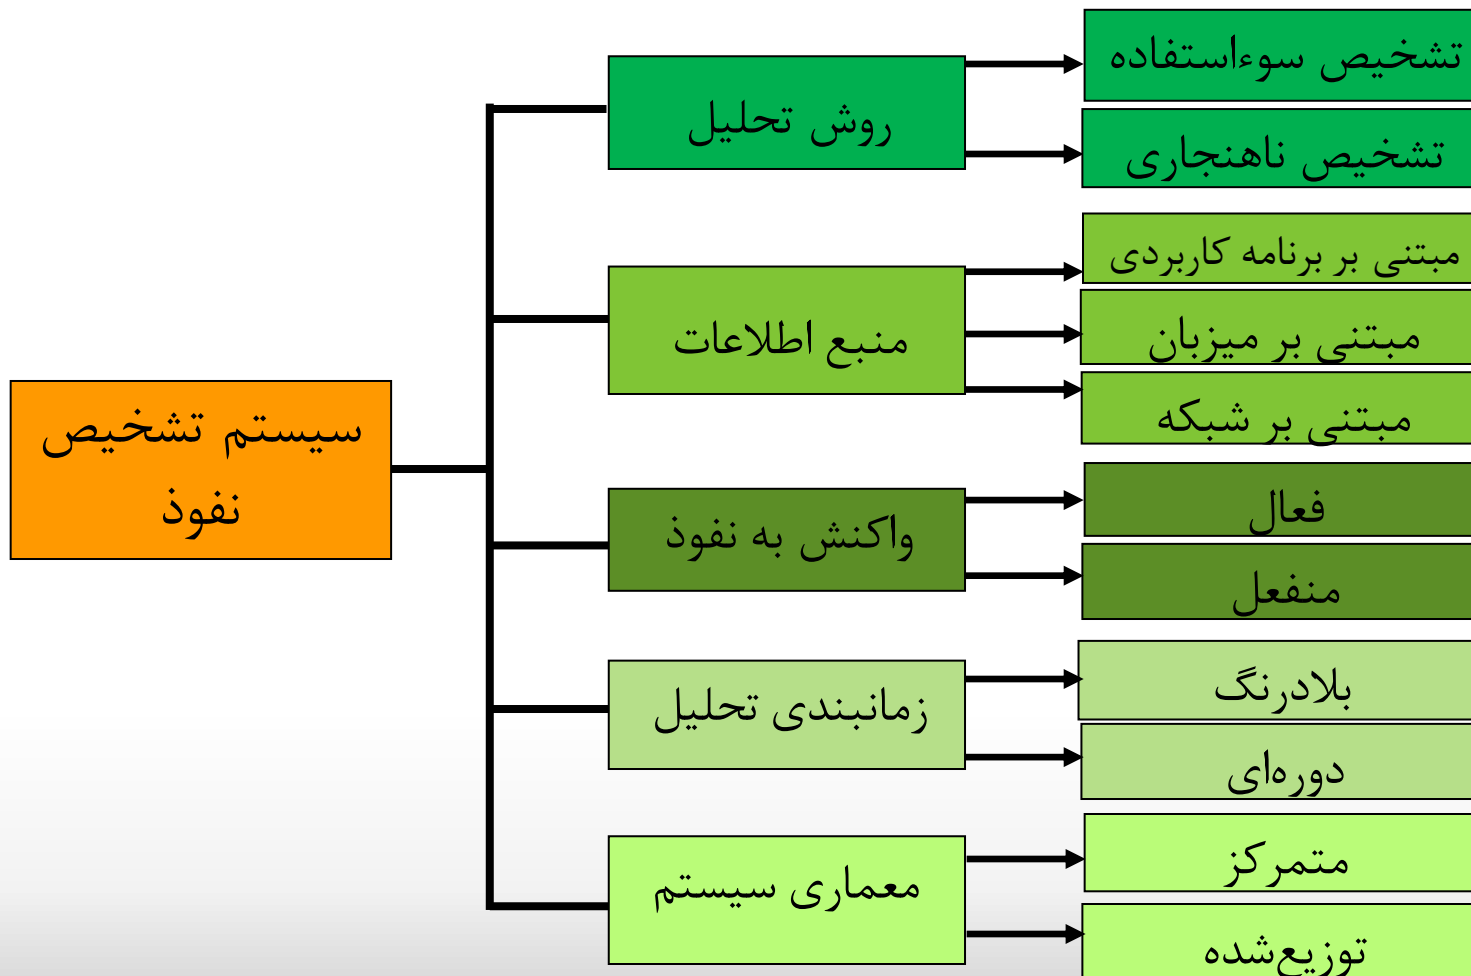 سیستم تشخیص
نفوذ
روش تحلیل
تشخیص سوءاستفاده
تشخیص ناهنجاری
منبع اطلاعات
مبتنی بر برنامه کاربردی
مبتنی بر میزبان
مبتنی بر شبکه
واکنش به نفوذ
فعال
منفعل
زمانبندی تحلیل
بلادرنگ
دوره‌ای
معماری سیستم
متمرکز
توزیع‌شده